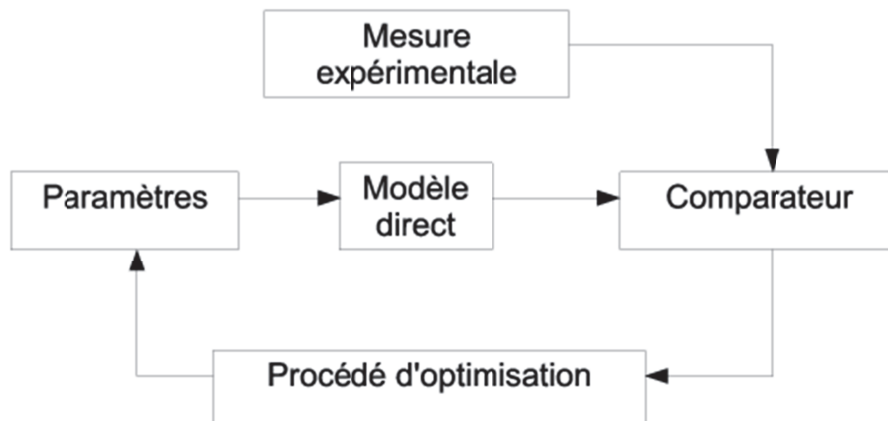 Mesure
expérimentale
Paramètres
Modèle
direct
Comparateur
Procédé d'optimisation